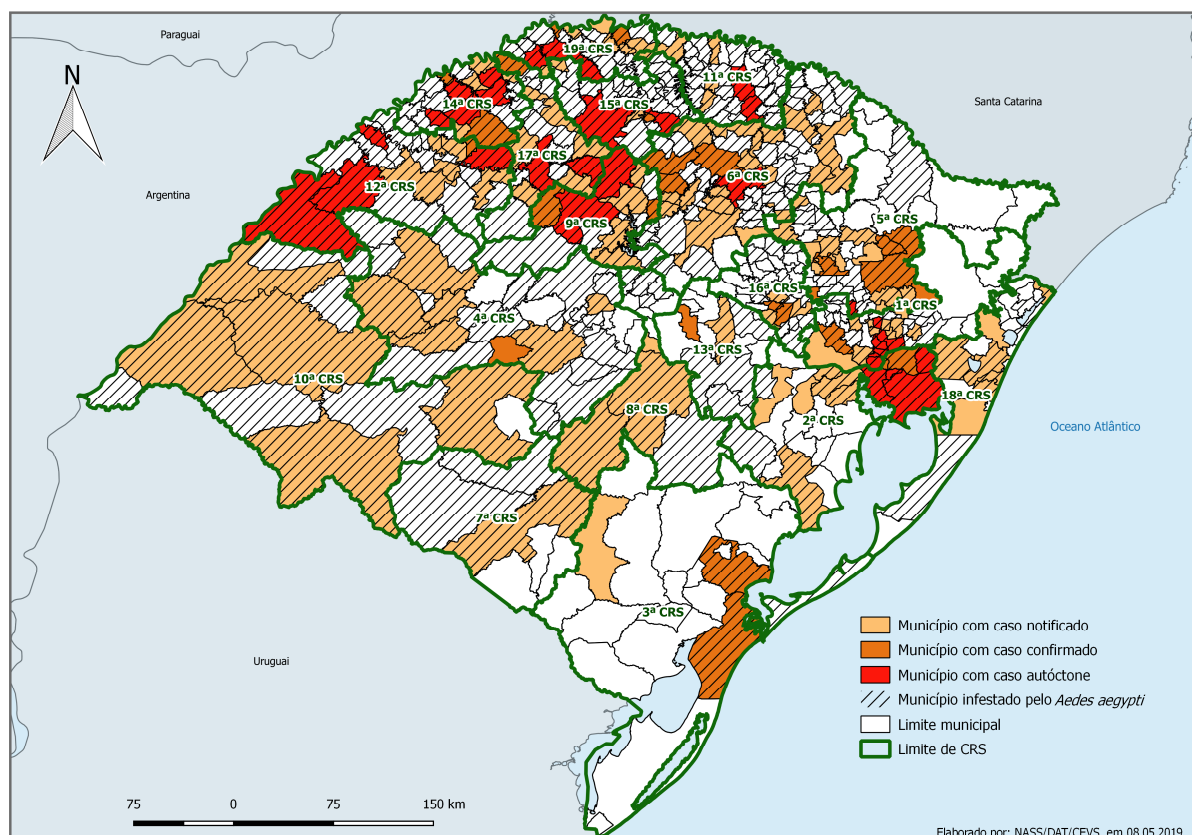 Paraguai
19ª CRS
11ª CRS
N
14ª CRS
15ª CRS
Santa Catarina
17ª CRS
6ª CRS
12ª CRS
Argentina
9ª CRS
5ª CRS
16ª CRS
1ª CRS
4ª CRS
13ª CRS
10ª CRS
18ª CRS
8ª CRS
2ª CRS
Oceano Atlântico
7ª CRS
3ª CRS
Uruguai
Município com caso notificado
Município com caso confirmado
Município com caso autóctone
Município infestado pelo Aedes aegypti
Limite municipal
Limite de CRS
75 0 75 150 km
Elaborado por: NASS/DAT/CEVS, em 08.05.2019